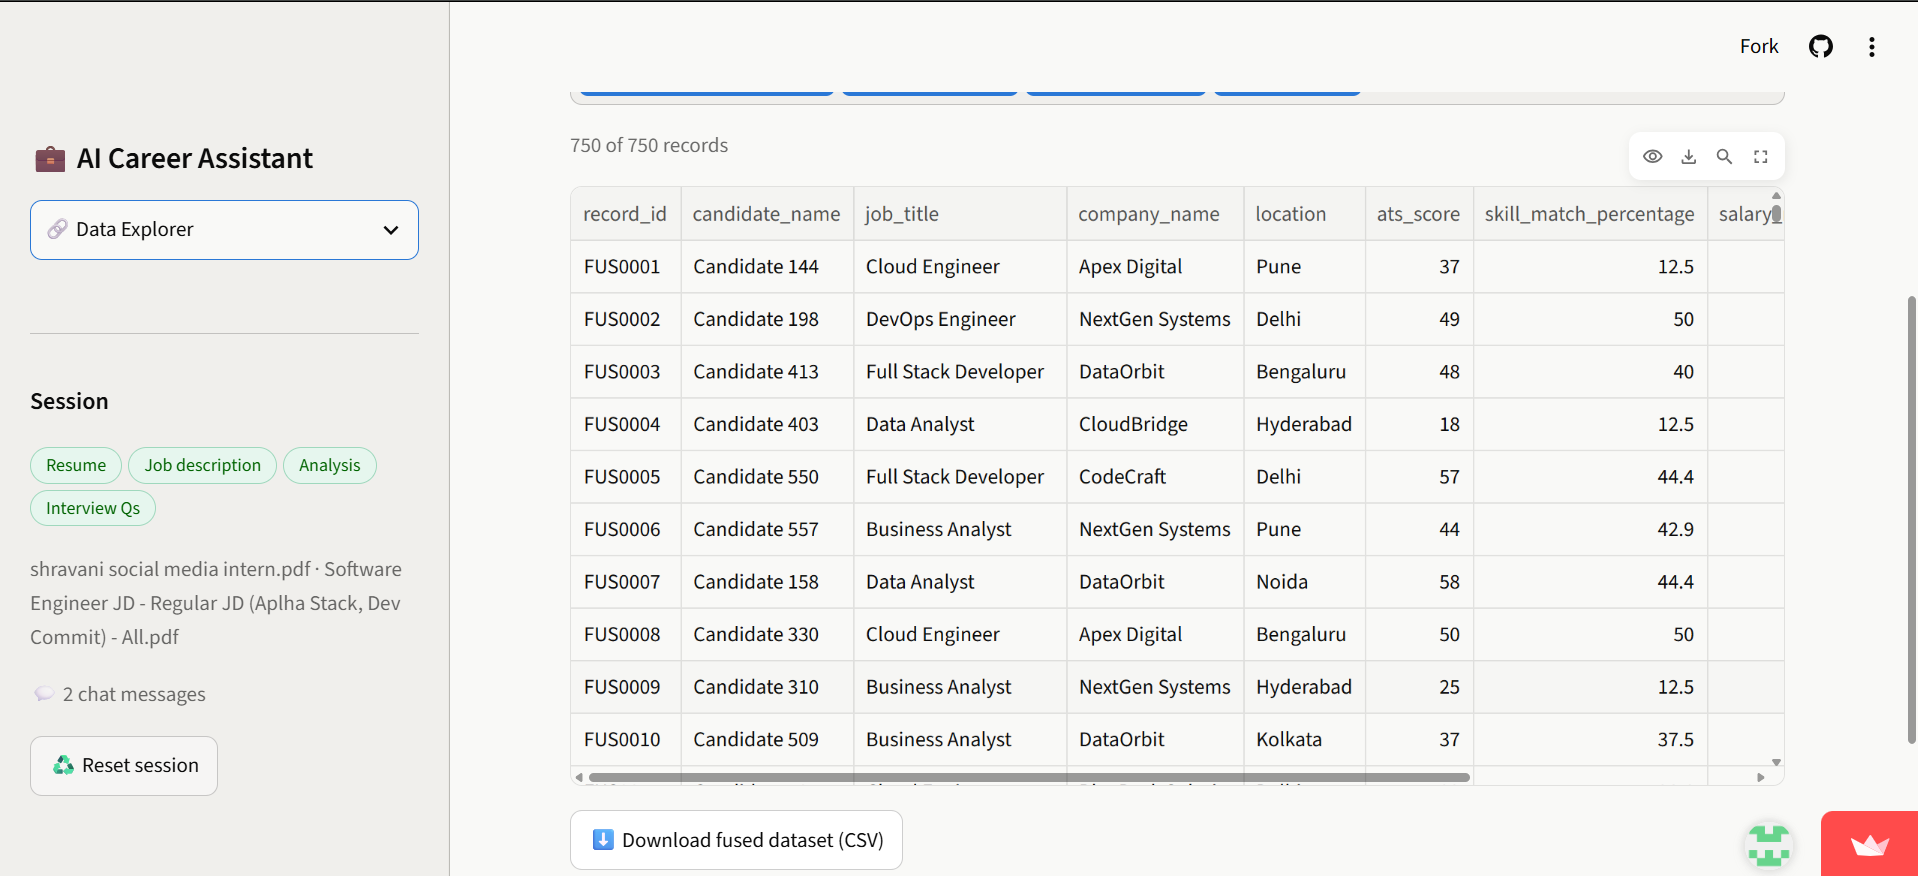 Fork
AI Career Assistant
Data Explorer
Session
Resume Job description Analysis
Interview Qs
shravani social media intern.pdf · Software
Engineer JD - Regular JD (Aplha Stack, Dev
Commit) - All.pdf
2 chat messages
Reset session
750 of 750 records
record_id candidate_name job_title company_name location ats_score skill_match_percentage salary_
FUS0001 Candidate 144 Cloud Engineer Apex Digital Pune 37 12.5
FUS0002 Candidate 198 DevOps Engineer NextGen Systems Delhi 49 50
FUS0003 Candidate 413 Full Stack Developer DataOrbit Bengaluru 48 40
FUS0004 Candidate 403 Data Analyst CloudBridge Hyderabad 18 12.5
FUS0005 Candidate 550 Full Stack Developer CodeCraft Delhi 57 44.4
FUS0006 Candidate 557 Business Analyst NextGen Systems Pune 44 42.9
FUS0007 Candidate 158 Data Analyst DataOrbit Noida 58 44.4
FUS0008 Candidate 330 Cloud Engineer Apex Digital Bengaluru 50 50
FUS0009 Candidate 310 Business Analyst NextGen Systems Hyderabad 25 12.5
FUS0010 Candidate 509 Business Analyst DataOrbit Kolkata 37 37.5
Download fused dataset (CSV)